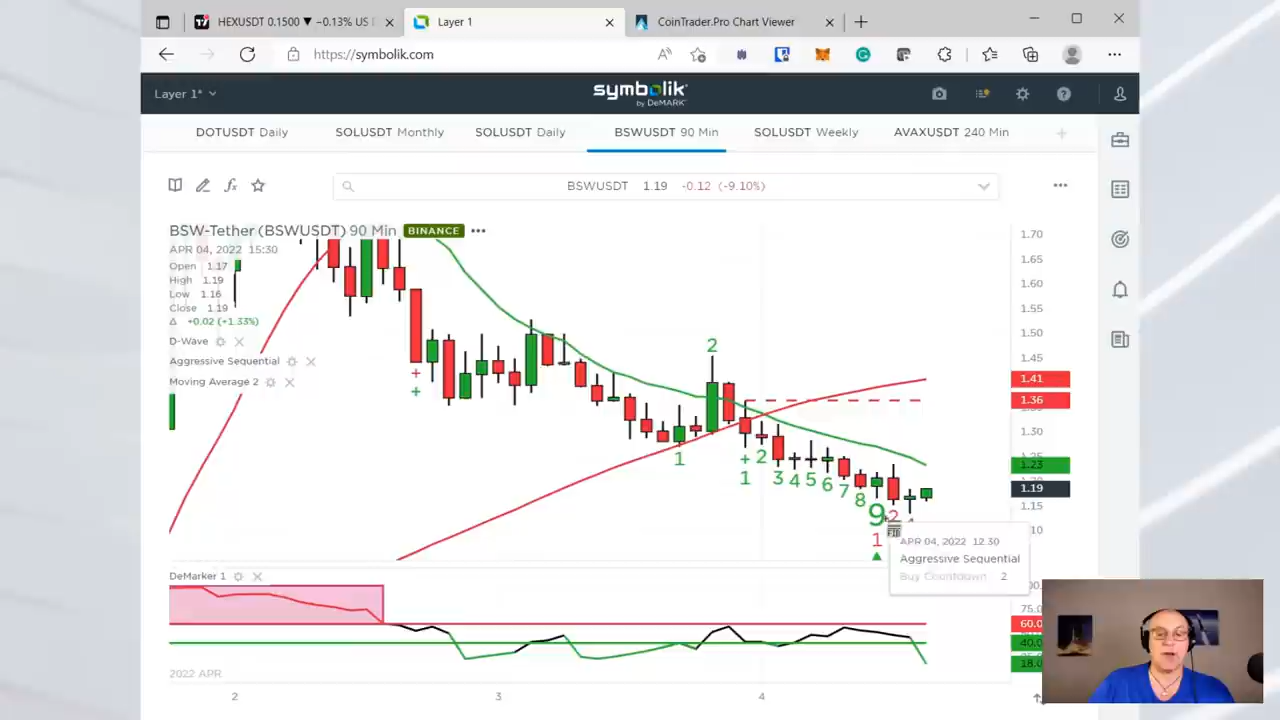 HEXUSDT 0.1500 ▼ −0.13% US
Layer 1
CoinTrader.Pro Chart Viewer
https://symbolik.com
Layer 1*
symbolik
by DeMARK
DOTUSDT Daily
SOLUSDT Monthly
SOLUSDT Daily
BSWUSDT 90 Min
SOLUSDT Weekly
AVAXUSDT 240 Min
BSWUSDT 1.19 -0.12 (-9.10%)
BSW-Tether (BSWUSDT) 90 Min BINANCE
APR 04, 2022 15:30
Open 1.17
High 1.19
Low 1.16
Close 1.19
Δ +0.02 (+1.33%)
D-Wave
Aggressive Sequential
Moving Average 2
1.70
1.65
1.60
1.55
1.50
1.45
1.41
1.36
1.30
1.23
1.19
1.15
2
1
+
1
2
3
4
5
6
7
8
9
2
1
APR 04, 2022 12:30
Aggressive Sequential
Buy Countdown 2
DeMarker 1
75.0
60.0
40.0
18.0
2022 APR
2
3
4